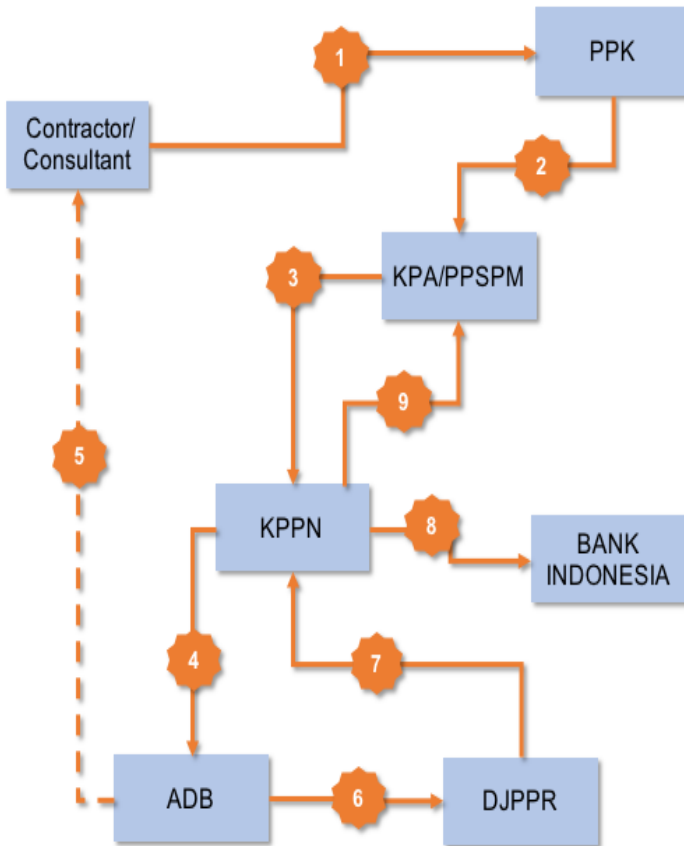 1
PPK
Contractor/
Consultant
2
3
KPA/PPSPM
9
5
KPPN
8
BANK
INDONESIA
4
7
ADB
6
DJPPR